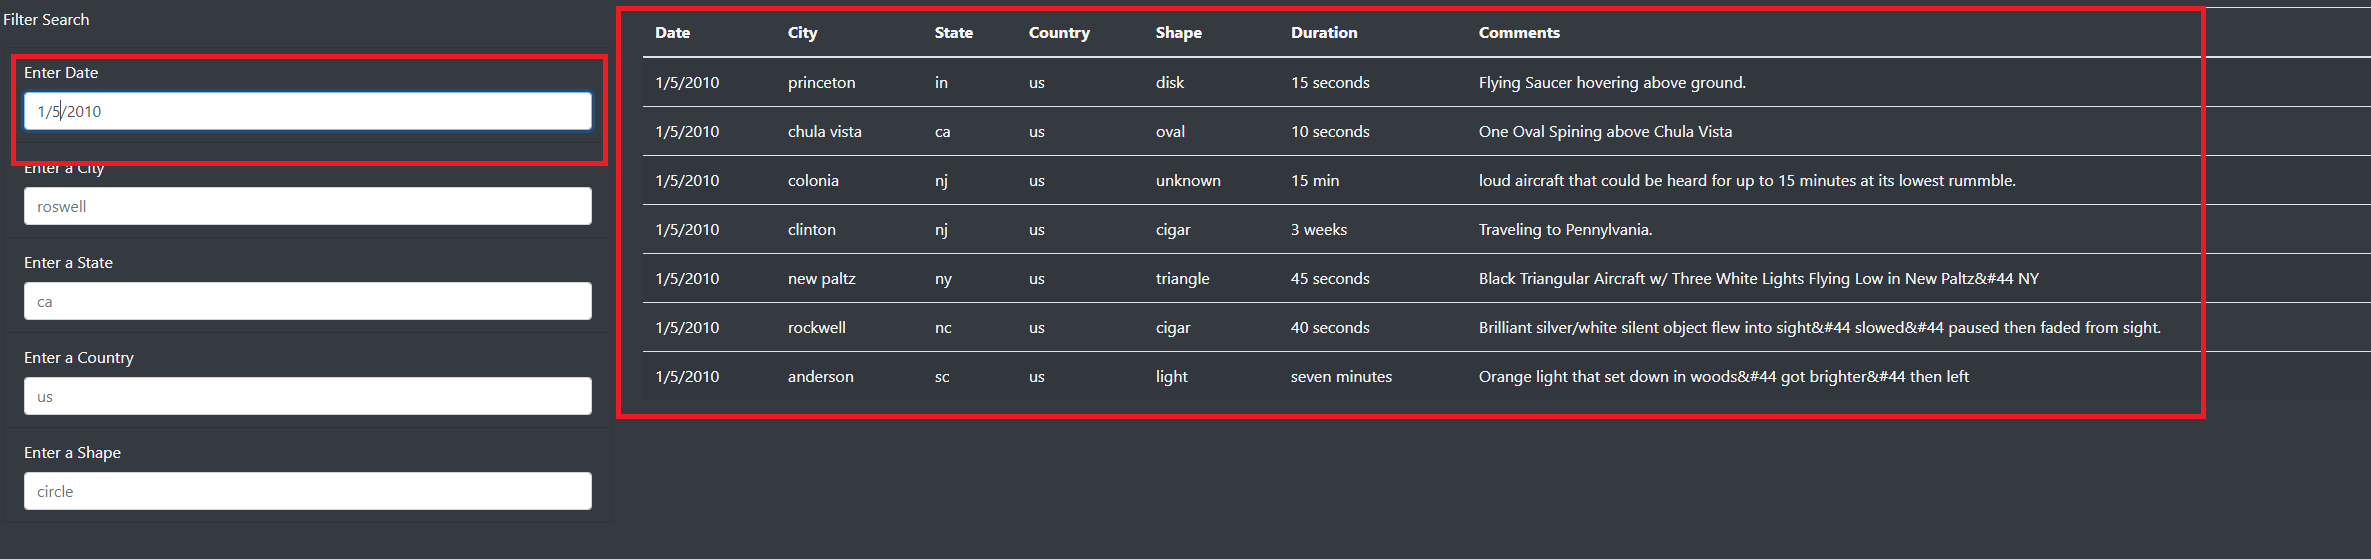 Filter Search
Enter Date
1/5/2010
Enter a City
roswell
Enter a State
ca
Enter a Country
us
Enter a Shape
circle
Date City State Country Shape Duration Comments
1/5/2010 princeton in us disk 15 seconds Flying Saucer hovering above ground.
1/5/2010 chula vista ca us oval 10 seconds One Oval Spining above Chula Vista
1/5/2010 colonia nj us unknown 15 min loud aircraft that could be heard for up to 15 minutes at its lowest rummble.
1/5/2010 clinton nj us cigar 3 weeks Traveling to Pennylvania.
1/5/2010 new paltz ny us triangle 45 seconds Black Triangular Aircraft w/ Three White Lights Flying Low in New Paltz&#44 NY
1/5/2010 rockwell nc us cigar 40 seconds Brilliant silver/white silent object flew into sight&#44 slowed&#44 paused then faded from sight.
1/5/2010 anderson sc us light seven minutes Orange light that set down in woods&#44 got brighter&#44 then left